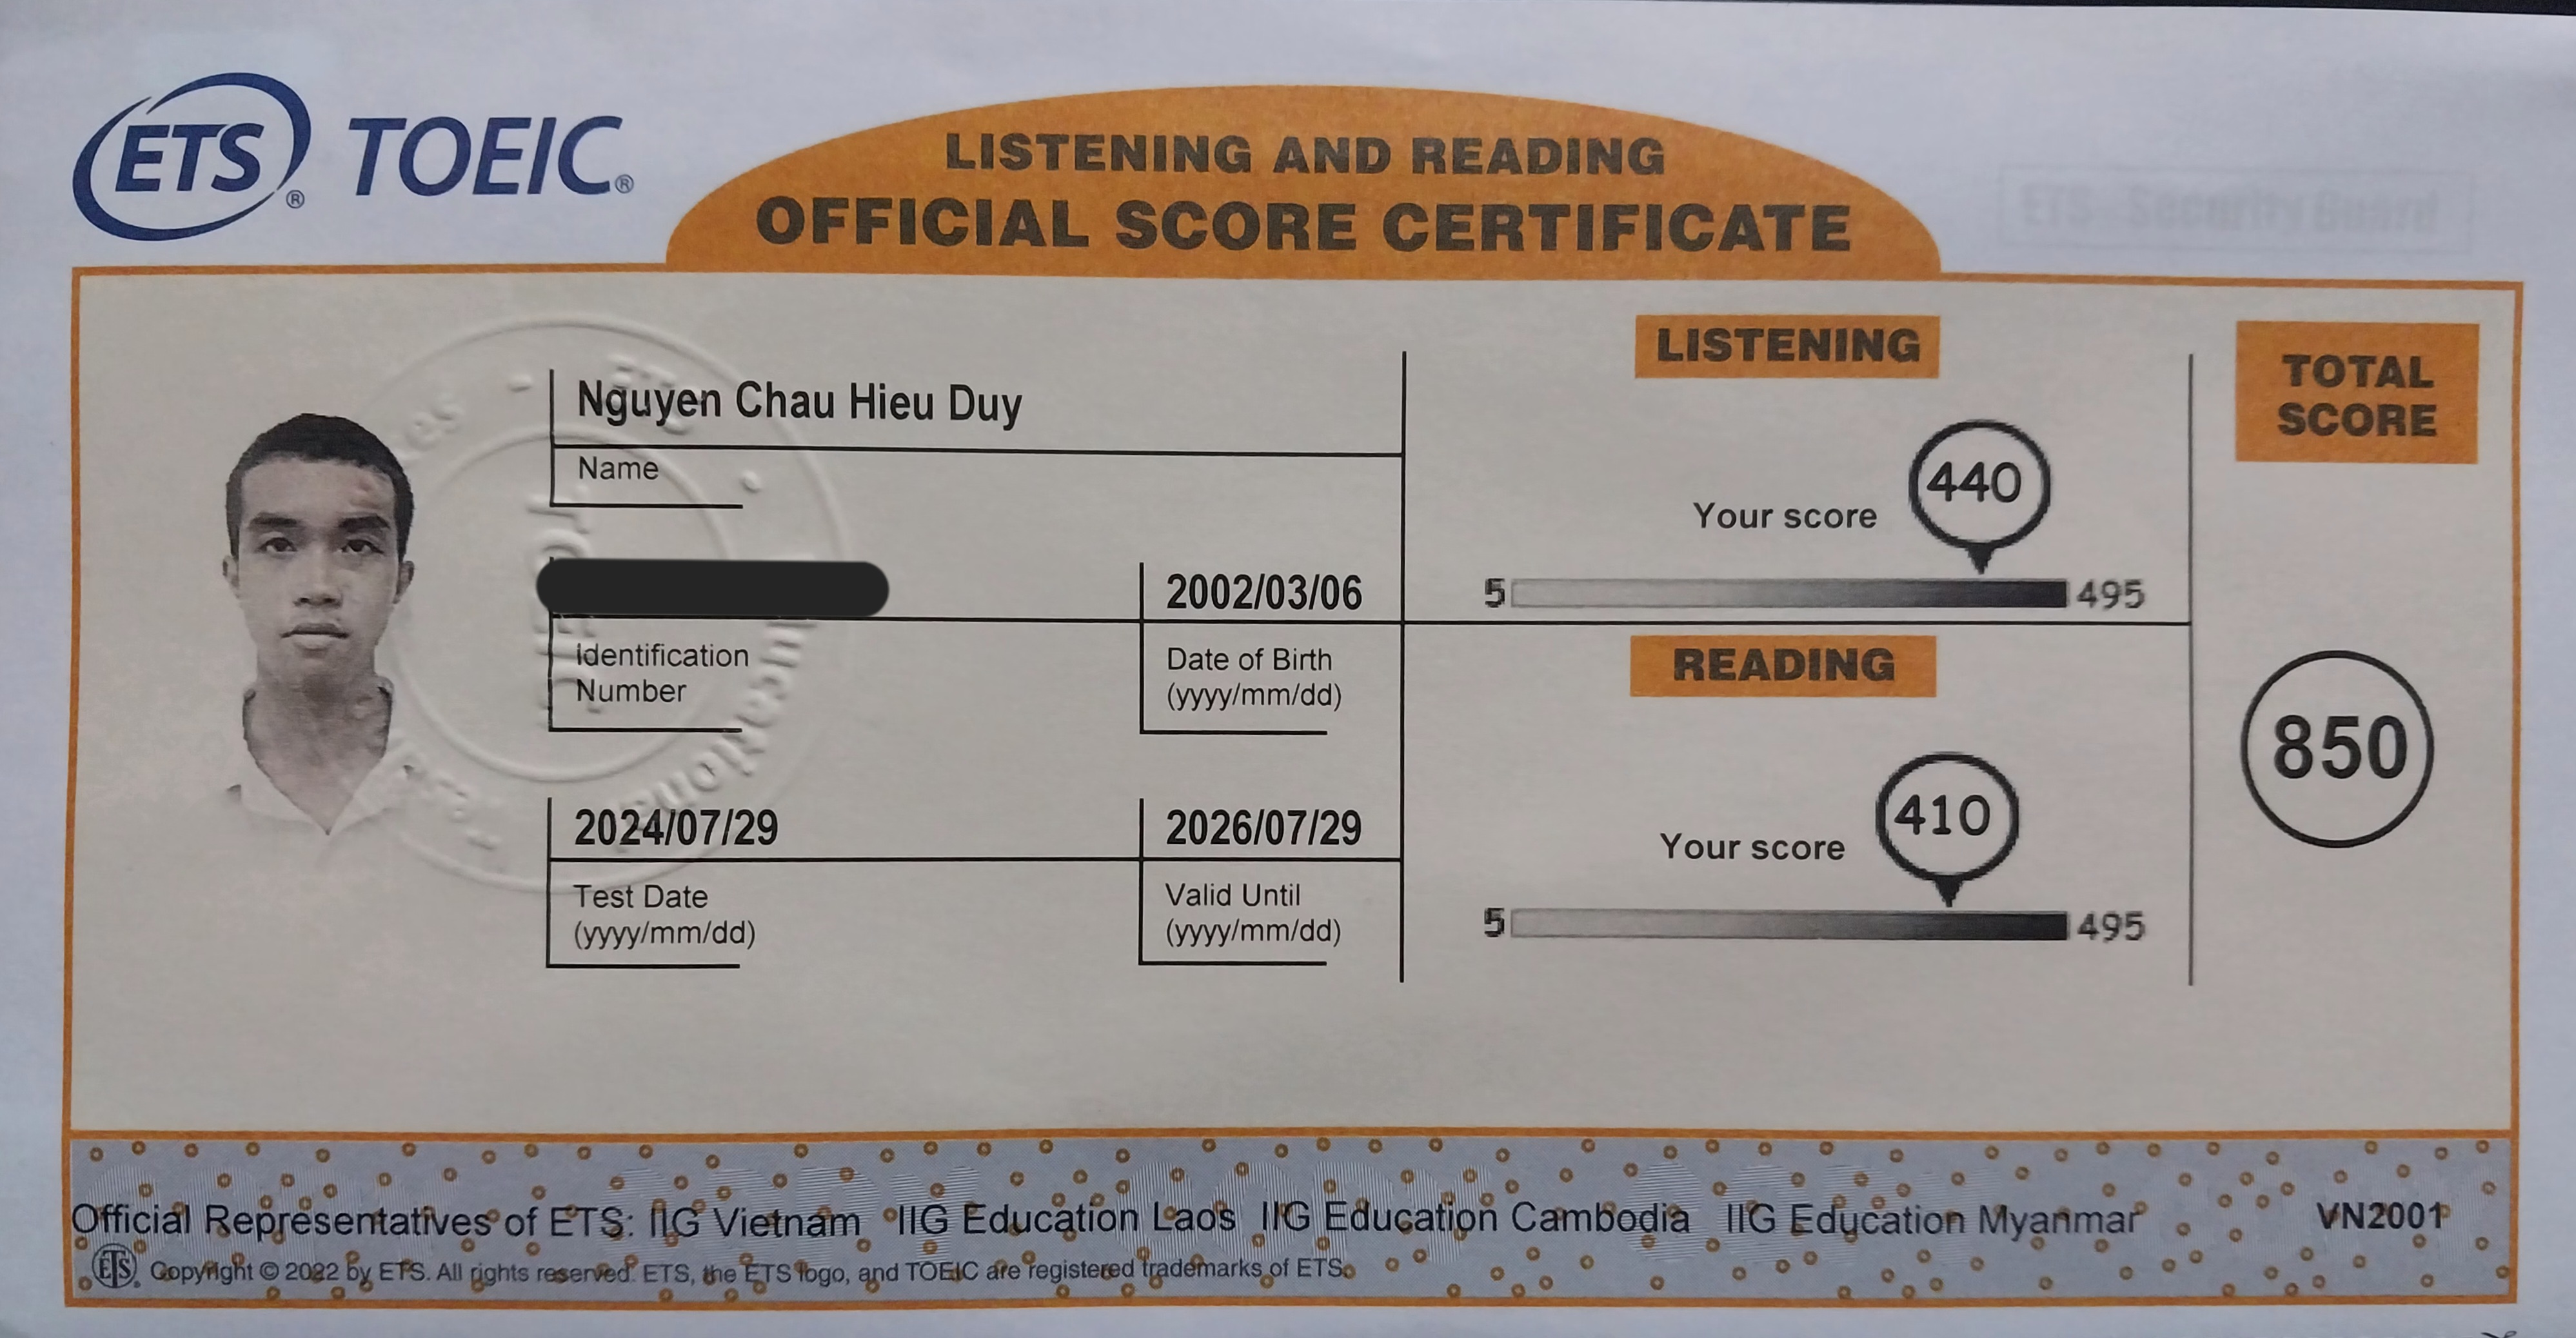 ETS® TOEIC®
LISTENING AND READING
OFFICIAL SCORE CERTIFICATE
ETS - Security Guard
Nguyen Chau Hieu Duy
Name
2002/03/06
Identification
Number
Date of Birth
(yyyy/mm/dd)
2024/07/29
Test Date
(yyyy/mm/dd)
2026/07/29
Valid Until
(yyyy/mm/dd)
LISTENING
Your score
440
5 495
READING
Your score
410
5 495
TOTAL
SCORE
850
Official Representatives of ETS: IIG Vietnam IIG Education Laos IIG Education Cambodia IIG Education Myanmar VN2001
ETS® Copyright © 2022 by ETS. All rights reserved. ETS, the ETS logo, and TOEIC are registered trademarks of ETS.